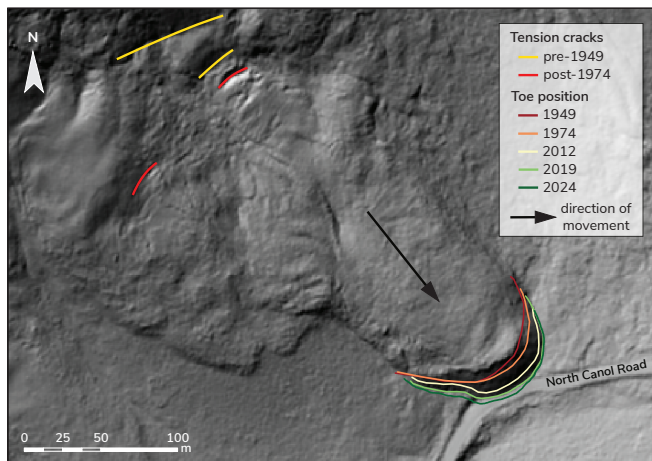 N
Tension cracks
pre-1949
post-1974
Toe position
1949
1974
2012
2019
2024
direction of
movement
North Canol Road
0 25 50 100
m